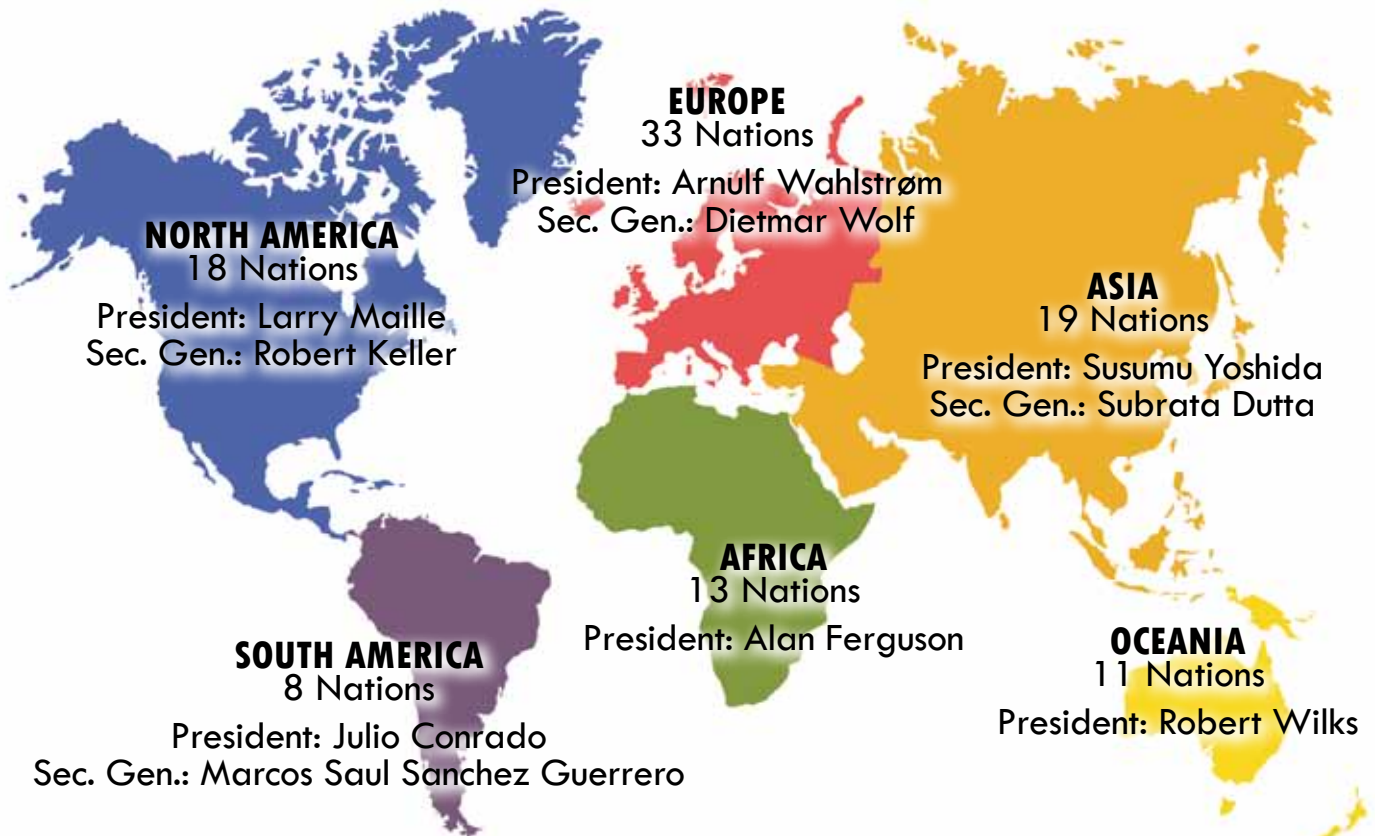 EUROPE
33 Nations
President: Arnulf Wahlstrøm
Sec. Gen.: Dietmar Wolf
NORTH AMERICA
18 Nations
President: Larry Maille
Sec. Gen.: Robert Keller
ASIA
19 Nations
President: Susumu Yoshida
Sec. Gen.: Subrata Dutta
AFRICA
13 Nations
President: Alan Ferguson
SOUTH AMERICA
8 Nations
President: Julio Conrado
Sec. Gen.: Marcos Saul Sanchez Guerrero
OCEANIA
11 Nations
President: Robert Wilks